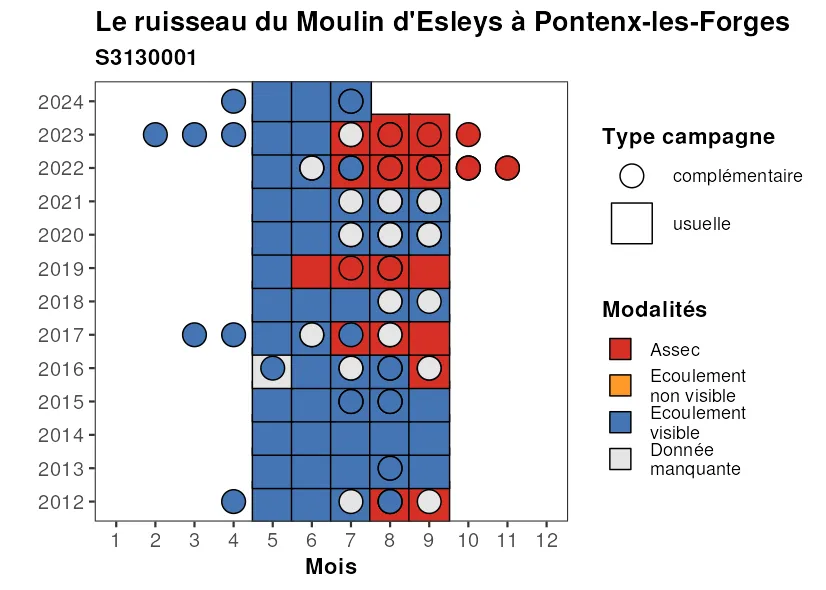 Le ruisseau du Moulin d'Esleys à Pontenx-les-Forges
S3130001
2024
2023
2022
2021
2020
2019
2018
2017
2016
2015
2014
2013
2012
1 2 3 4 5 6 7 8 9 10 11 12
Mois
Type campagne
complémentaire
usuelle
Modalités
Assec
Ecoulement
non visible
Ecoulement
visible
Donnée
manquante